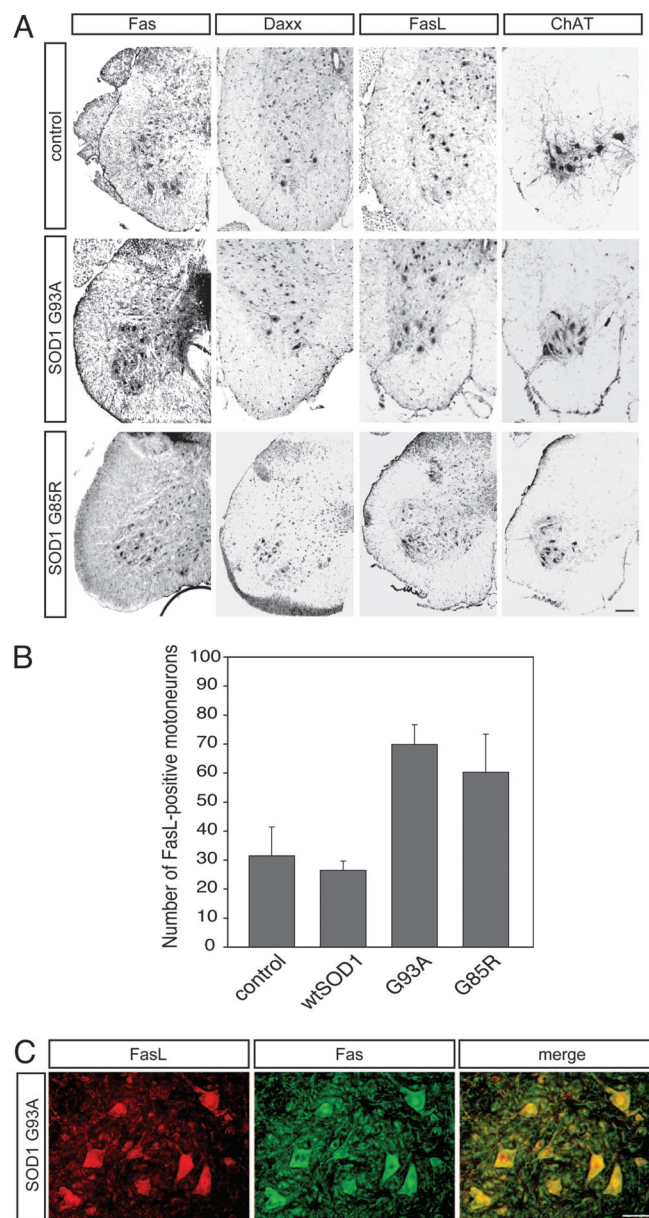 A
Fas
Daxx
FasL
ChAT
control
SOD1 G93A
SOD1 G85R
B
Number of FasL-positive motoneurons
100
90
80
70
60
50
40
30
20
10
0
control
wtSOD1
G93A
G85R
C
FasL
Fas
merge
SOD1 G93A